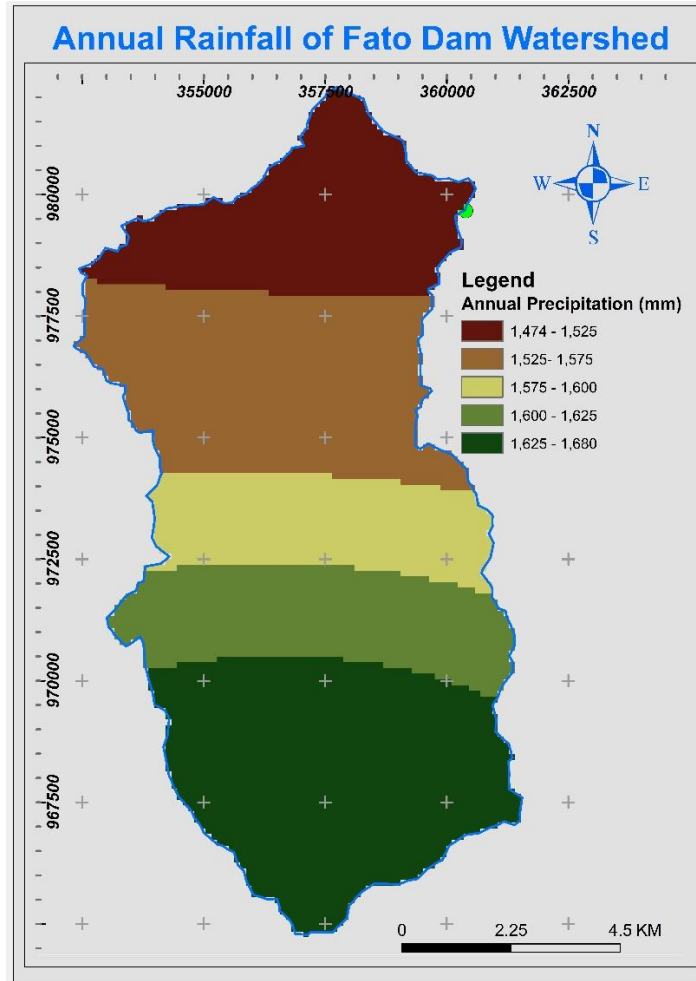 Annual Rainfall of Fato Dam Watershed
355000 357500 360000 362500
N
W E
S
980000
977500
975000
972500
970000
967500
Legend
Annual Precipitation (mm)
1,474 - 1,525
1,525- 1,575
1,575 - 1,600
1,600 - 1,625
1,625 - 1,680
0 2.25 4.5 KM